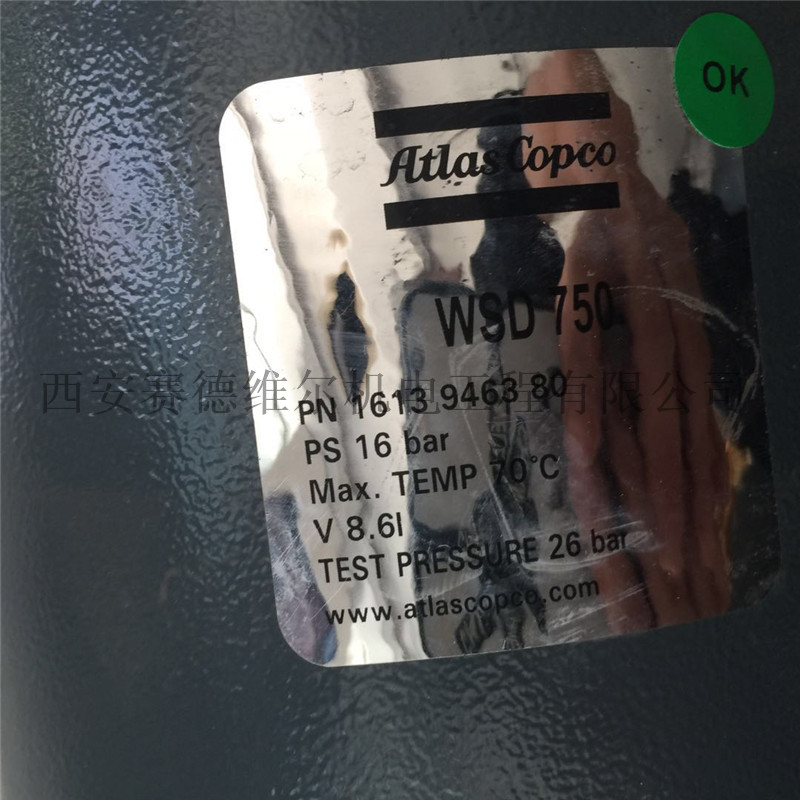 OK
Atlas Copco
WSD 750
西安赛德维尔机电工程有限公司
PN 1613 9463 80
PS 16 bar
Max. TEMP 70°C
V 8.6l
TEST PRESSURE 26 bar
www.atlascopco.com